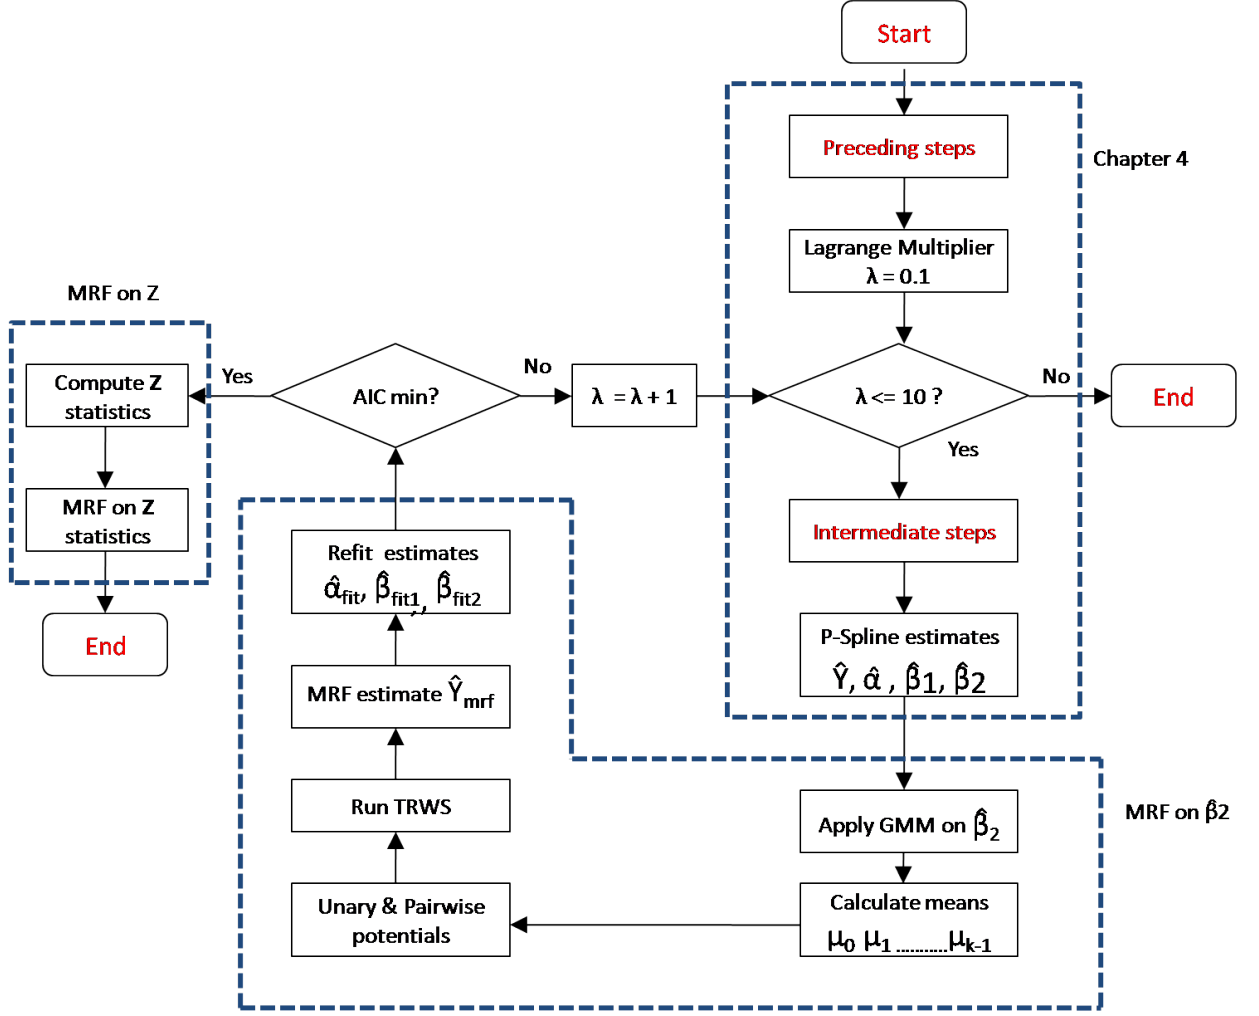 Start
Preceding steps
Chapter 4
Lagrange Multiplier
λ = 0.1
MRF on Z
Compute Z
statistics
Yes
AIC min?
No
λ = λ + 1
λ <= 10 ?
No
End
Yes
MRF on Z
statistics
Intermediate steps
Refit estimates
α̂fit, β̂fit1,, β̂fit2
End
P-Spline estimates
Ŷ, α̂ , β̂1, β̂2
MRF estimate Ŷmrf
Run TRWS
Apply GMM on β̂2
MRF on β̂2
Unary & Pairwise
potentials
Calculate means
μ0 μ1 ........... μk-1